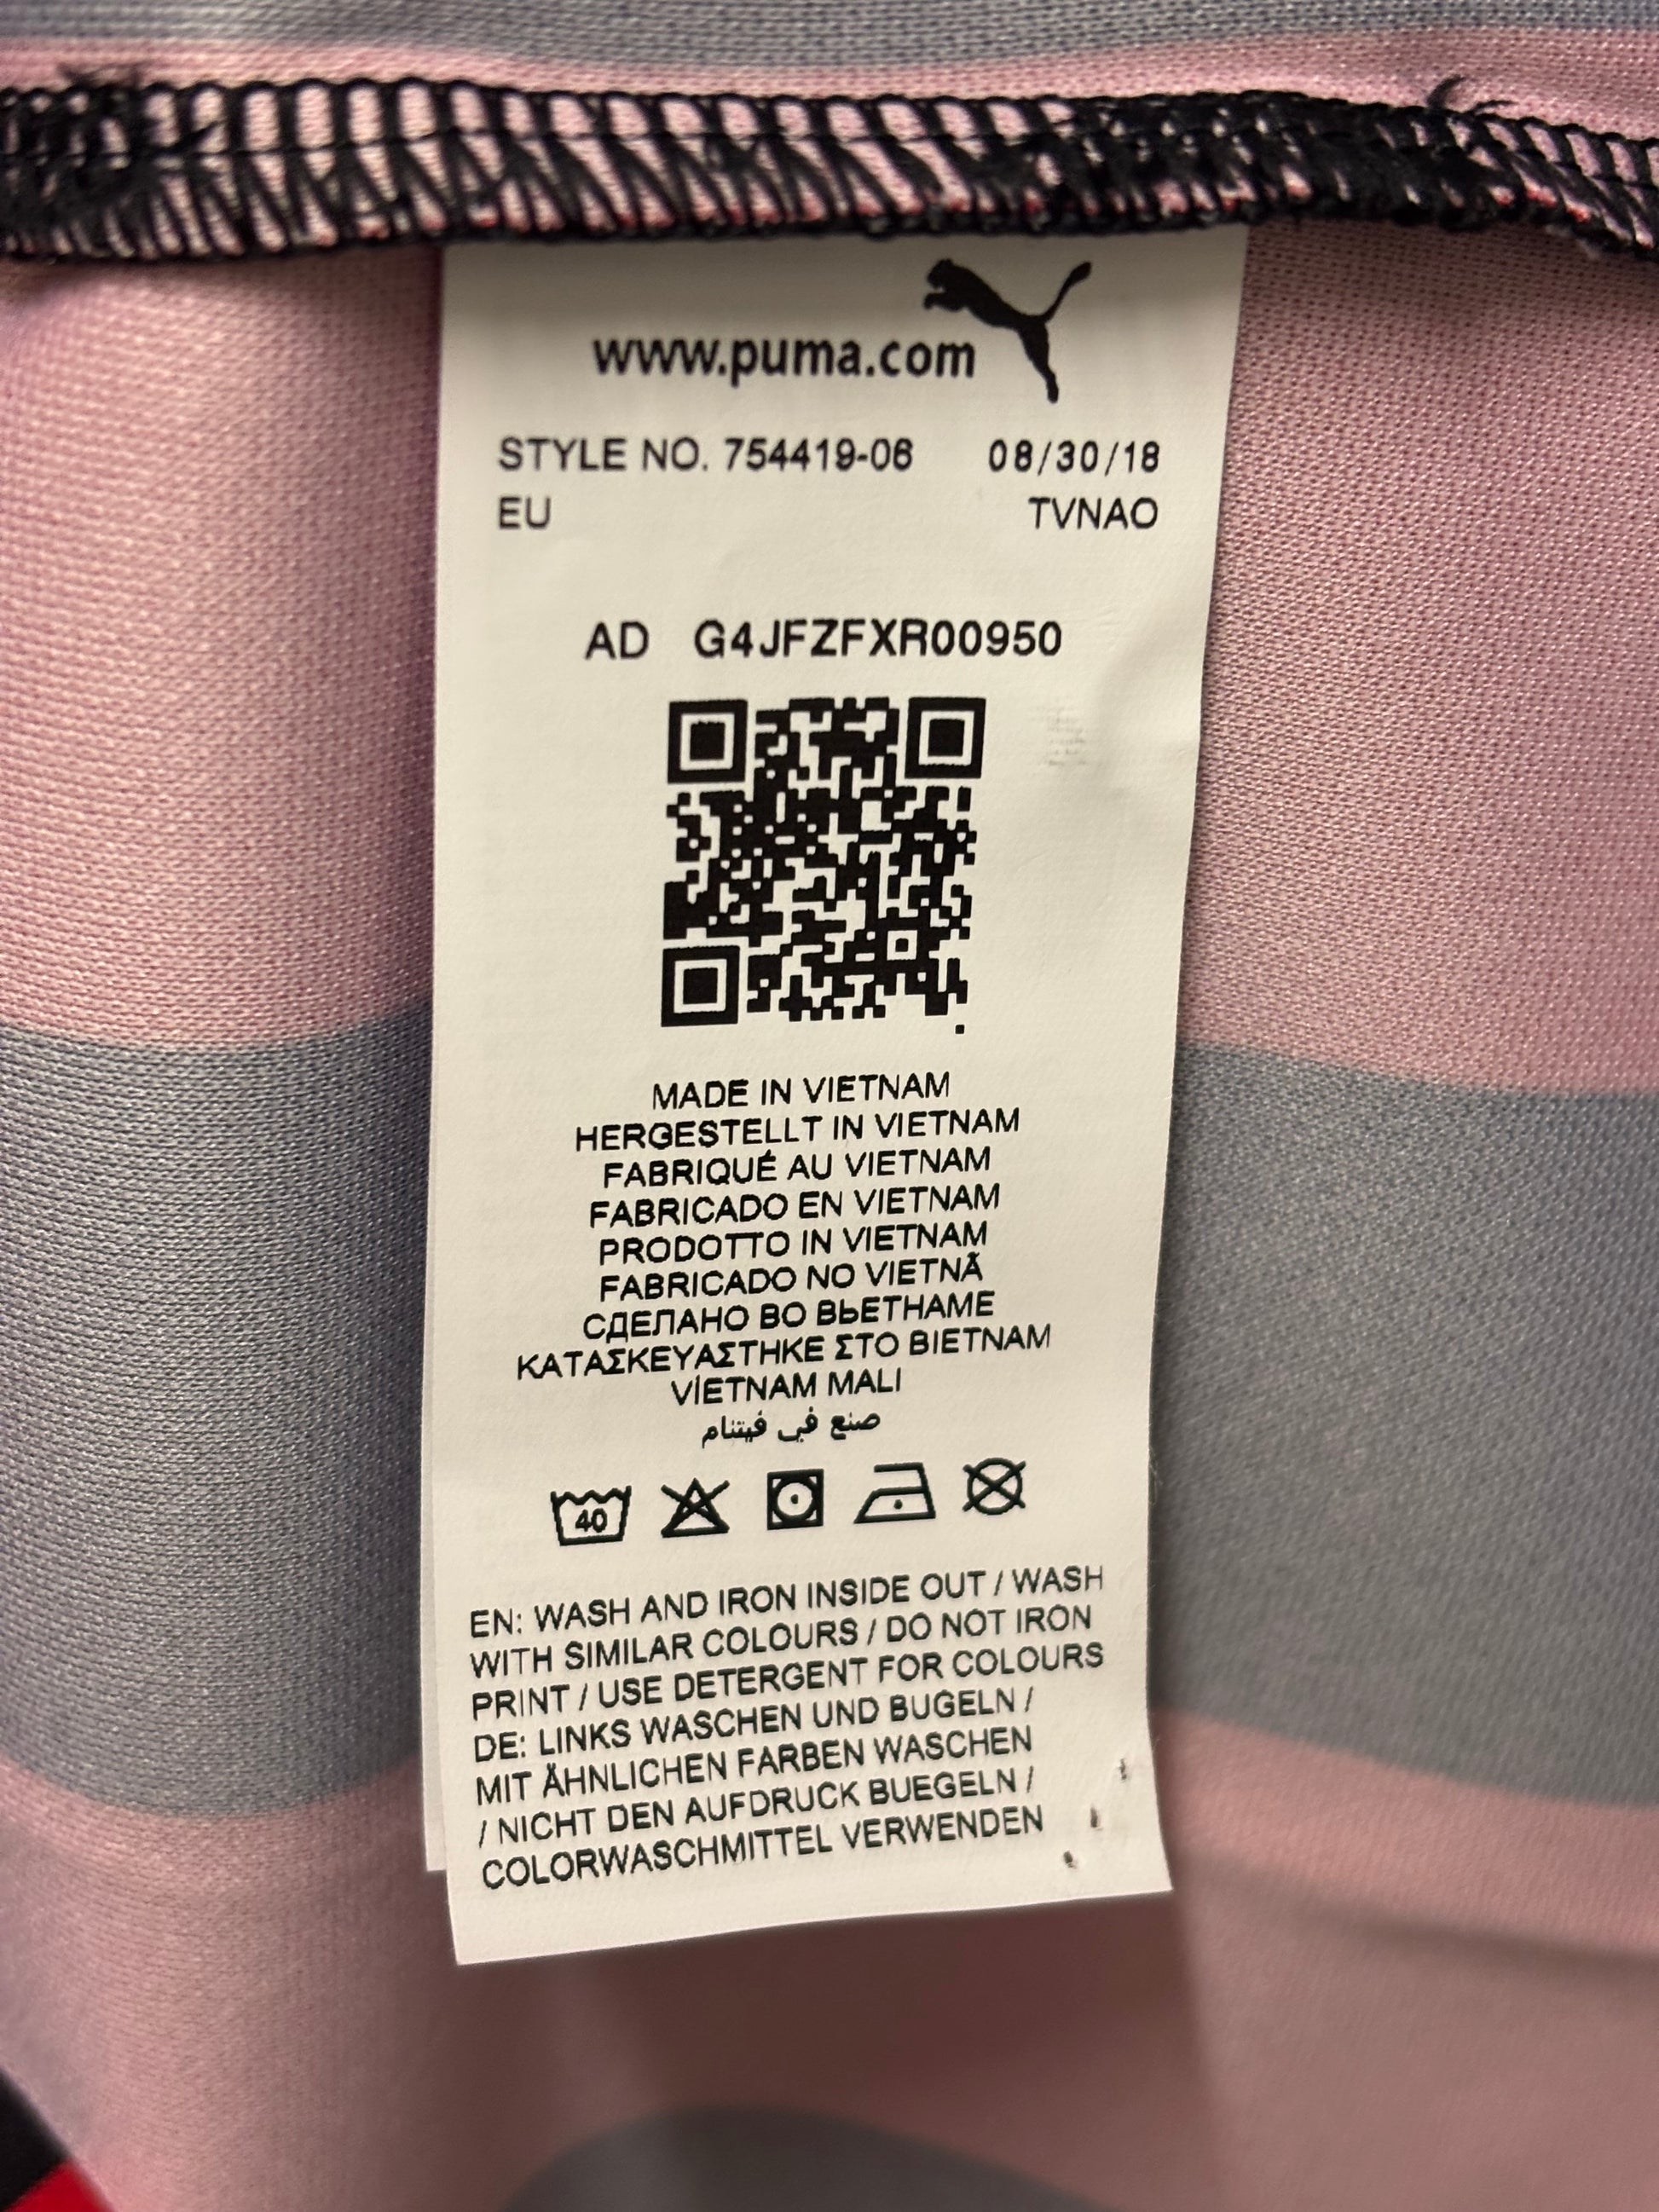 www.puma.com
STYLE NO. 754419-06 08/30/18
EU TVNAO
AD G4JFZFXR00950
MADE IN VIETNAM
HERGESTELLT IN VIETNAM
FABRIQUÉ AU VIETNAM
FABRICADO EN VIETNAM
PRODOTTO IN VIETNAM
FABRICADO NO VIETNÃ
СДЕЛАНО ВО ВЬЕТНАМЕ
ΚΑΤΑΣΚΕΥΑΣΤΗΚΕ ΣΤΟ ΒΙΕΤΝΑΜ
VİETNAM MALI
صنع في فيتنام
40
EN: WASH AND IRON INSIDE OUT / WASH
WITH SIMILAR COLOURS / DO NOT IRON
PRINT / USE DETERGENT FOR COLOURS
DE: LINKS WASCHEN UND BUGELN /
MIT ÄHNLICHEN FARBEN WASCHEN
/ NICHT DEN AUFDRUCK BUEGELN /
COLORWASCHMITTEL VERWENDEN